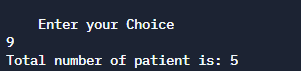 Enter your Choice
9
Total number of patient is: 5